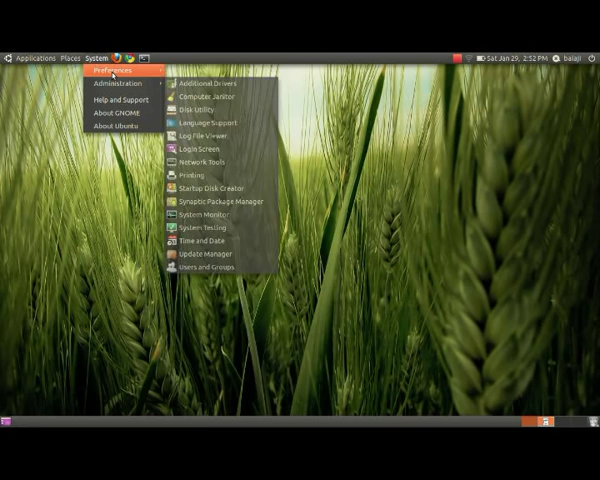 Applications Places System
Sat Jan 29, 2:52 PM balaji
Preferences
Administration
Help and Support
About GNOME
About Ubuntu
Additional Drivers
Computer Janitor
Disk Utility
Language Support
Log File Viewer
Login Screen
Network Tools
Printing
Startup Disk Creator
Synaptic Package Manager
System Monitor
System Testing
Time and Date
Update Manager
Users and Groups